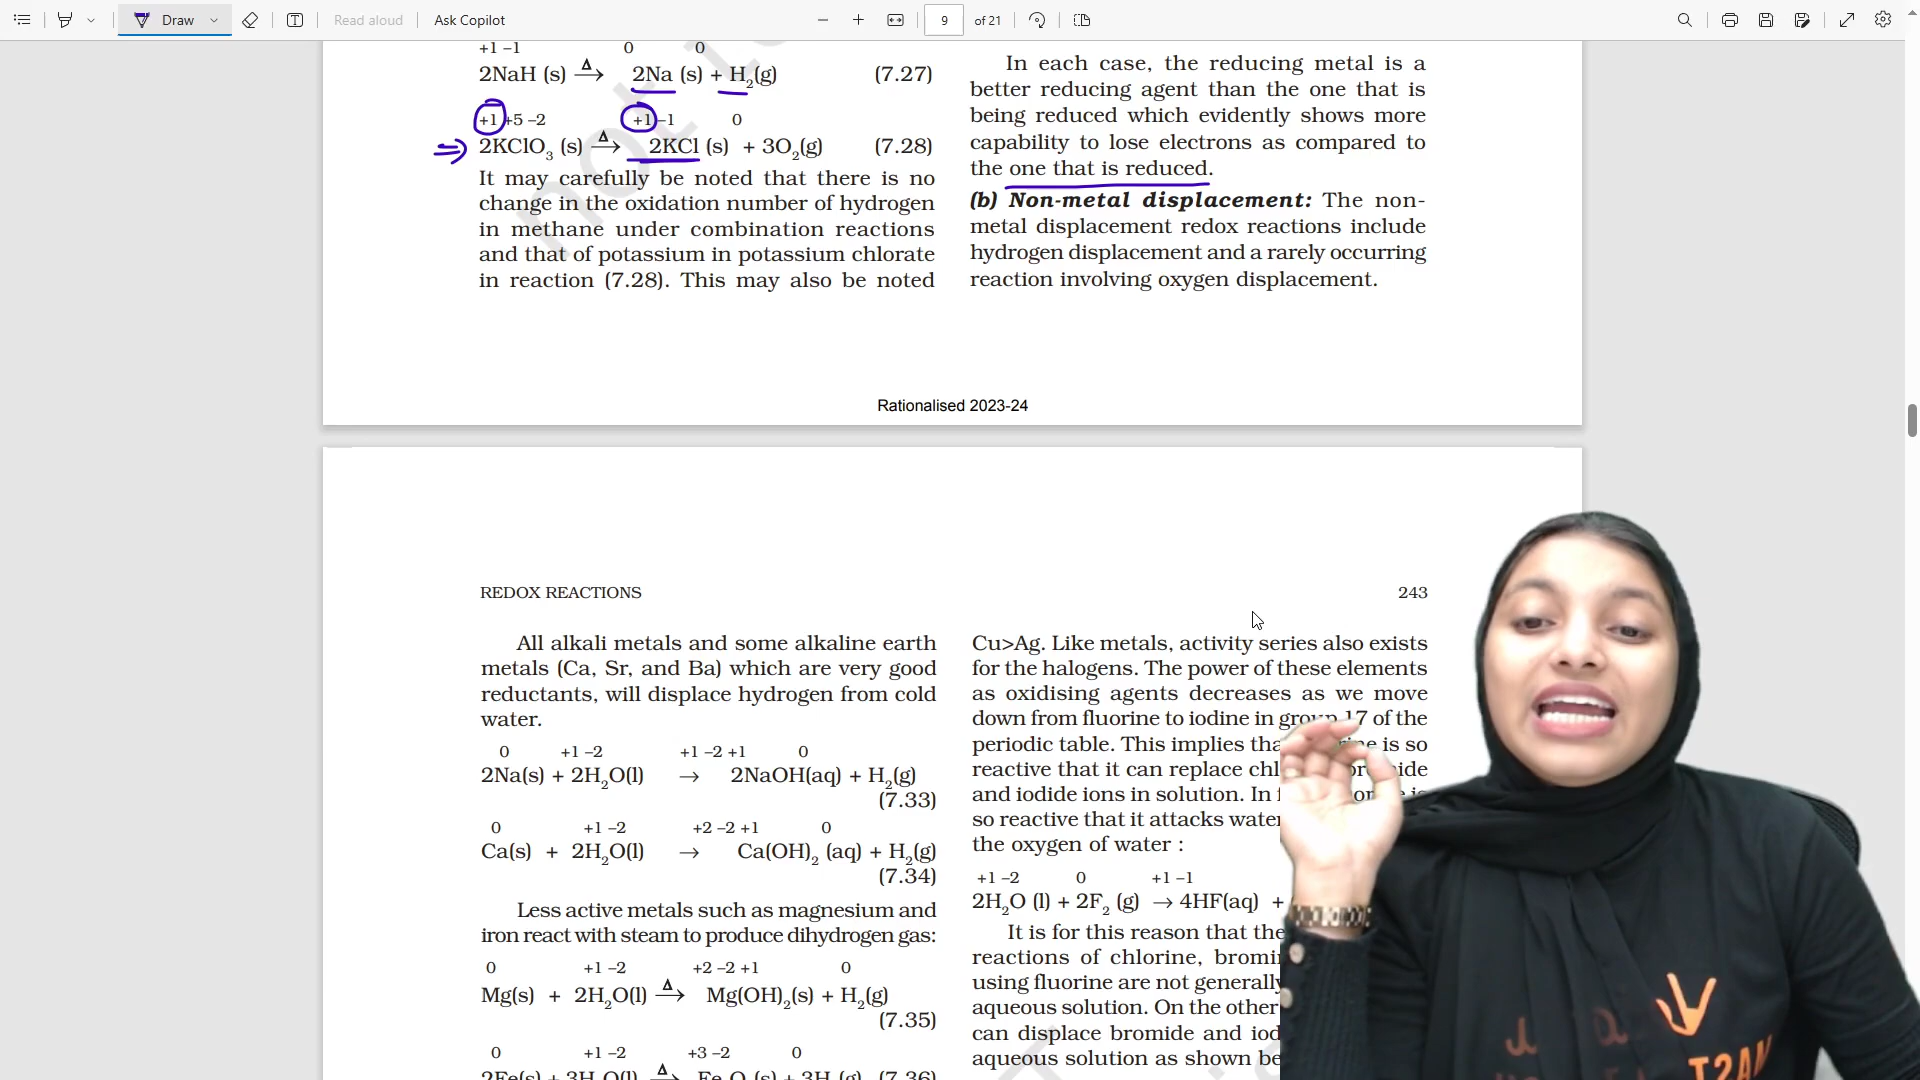 Draw
Read aloud
Ask Copilot
9
of 21
+1 –1 0 0
2NaH (s) Δ→ 2Na (s) + H2(g) (7.27)
+1 +5 –2 +1 –1 0
2KClO3 (s) Δ→ 2KCl (s) + 3O2(g) (7.28)
It may carefully be noted that there is no
change in the oxidation number of hydrogen
in methane under combination reactions
and that of potassium in potassium chlorate
in reaction (7.28). This may also be noted
In each case, the reducing metal is a
better reducing agent than the one that is
being reduced which evidently shows more
capability to lose electrons as compared to
the one that is reduced.
(b) Non-metal displacement: The non-
metal displacement redox reactions include
hydrogen displacement and a rarely occurring
reaction involving oxygen displacement.
Rationalised 2023-24
REDOX REACTIONS
243
All alkali metals and some alkaline earth
metals (Ca, Sr, and Ba) which are very good
reductants, will displace hydrogen from cold
water.
0 +1 –2 +1 –2 +1 0
2Na(s) + 2H2O(l) → 2NaOH(aq) + H2(g)
(7.33)
0 +1 –2 +2 –2 +1 0
Ca(s) + 2H2O(l) → Ca(OH)2 (aq) + H2(g)
(7.34)
Less active metals such as magnesium and
iron react with steam to produce dihydrogen gas:
0 +1 –2 +2 –2 +1 0
Mg(s) + 2H2O(l) Δ→ Mg(OH)2(s) + H2(g)
(7.35)
0 +1 –2 +3 –2 0
2Fe(s) + 3H2O(l) Δ→ Fe2O3(s) + 3H2(g) (7.36)
Cu>Ag. Like metals, activity series also exists
for the halogens. The power of these elements
as oxidising agents decreases as we move
down from fluorine to iodine in group 17 of the
periodic table. This implies that is so
reactive that it can replace
and iodide ions in solution. In
so reactive that it attacks water
the oxygen of water :
+1 –2 0 +1 –1
2H2O (l) + 2F2 (g) → 4HF(aq) +
It is for this reason that the
reactions of chlorine,
using fluorine are not generally
aqueous solution. On the other
can displace bromide and
aqueous solution as shown